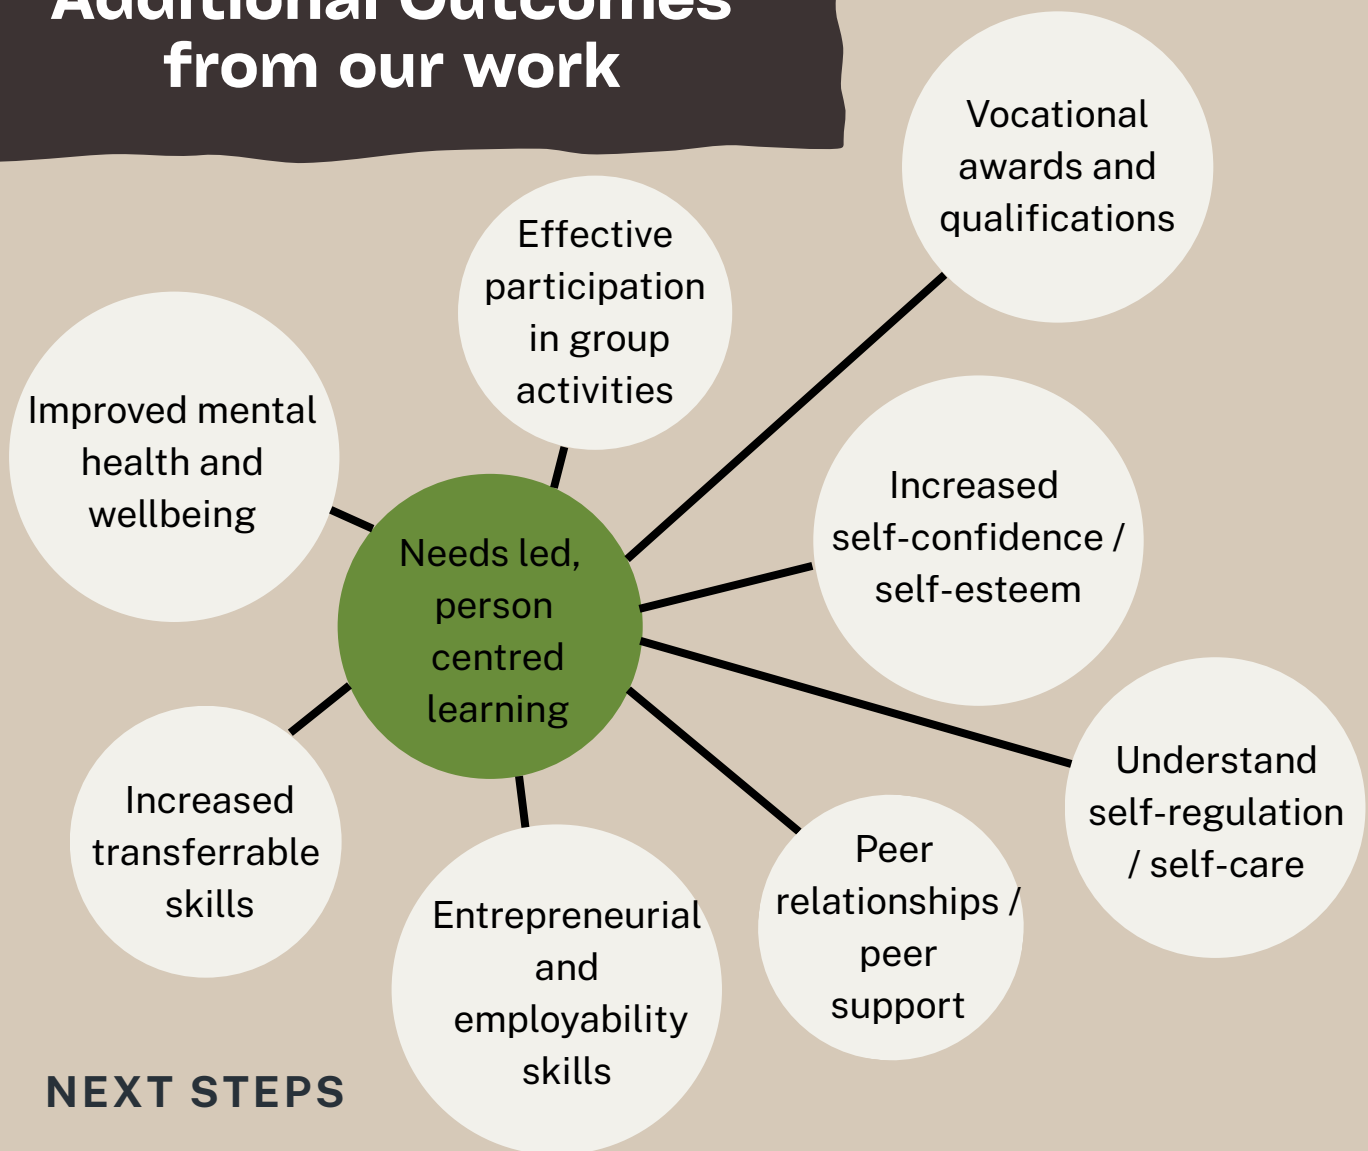 Additional Outcomes
from our work
Vocational
awards and
qualifications
Effective
participation
in group
activities
Improved mental
health and
wellbeing
Increased
self-confidence /
self-esteem
Needs led,
person
centred
learning
Understand
self-regulation
/ self-care
Increased
transferrable
skills
Peer
relationships /
peer
support
Entrepreneurial
and
employability
skills
NEXT STEPS